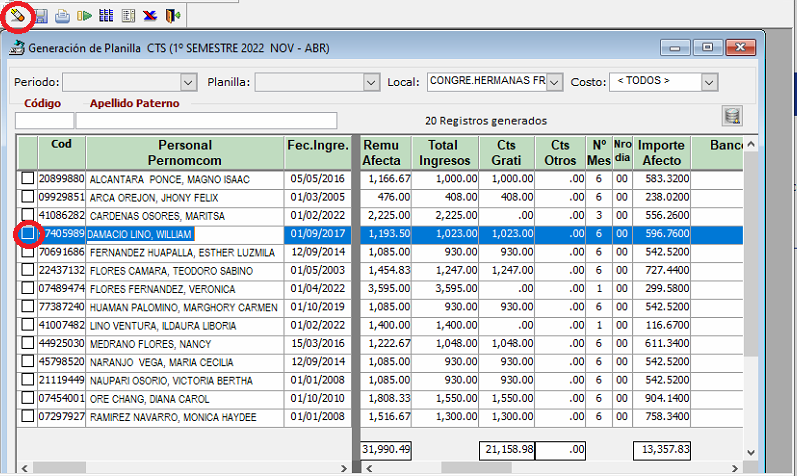 Generación de Planilla CTS (1º SEMESTRE 2022 NOV - ABR)
Periodo: Planilla: Local: CONGRE.HERMANAS FR Costo: < TODOS >
Código Apellido Paterno
20 Registros generados
Cod Personal Pernomcom Fec.Ingre. Remu Afecta Total Ingresos Cts Grati Cts Otros Nº Mes Nro dia Importe Afecto Banco
20899880 ALCANTARA PONCE, MAGNO ISAAC 05/05/2016 1,166.67 1,000.00 1,000.00 .00 6 00 583.3200
09929851 ARCA OREJON, JHONY FELIX 01/03/2005 476.00 408.00 408.00 .00 6 00 238.0200
41086282 CARDENAS OSORES, MARITSA 01/02/2022 2,225.00 2,225.00 .00 .00 3 00 556.2600
7405989 DAMACIO LINO, WILLIAM 01/09/2017 1,193.50 1,023.00 1,023.00 .00 6 00 596.7600
70691686 FERNANDEZ HUAPALLA, ESTHER LUZMILA 12/09/2014 1,085.00 930.00 930.00 .00 6 00 542.5200
22437132 FLORES CAMARA, TEODORO SABINO 01/05/2003 1,454.83 1,247.00 1,247.00 .00 6 00 727.4400
07489474 FLORES FERNANDEZ, VERONICA 01/04/2022 3,595.00 3,595.00 .00 .00 1 00 299.5800
77387240 HUAMAN PALOMINO, MARGHORY CARMEN 01/10/2019 1,085.00 930.00 930.00 .00 6 00 542.5200
41007482 LINO VENTURA, ILDAURA LIBORIA 01/02/2022 1,400.00 1,400.00 .00 .00 1 00 116.6700
44925030 MEDRANO FLORES, NANCY 15/03/2016 1,222.67 1,048.00 1,048.00 .00 6 00 611.3400
45798520 NARANJO VEGA, MARIA CECILIA 12/09/2014 1,085.00 930.00 930.00 .00 6 00 542.5200
21119449 NAUPARI OSORIO, VICTORIA BERTHA 01/01/2008 1,085.00 930.00 930.00 .00 6 00 542.5200
07454001 ORE CHANG, DIANA CAROL 01/10/2010 1,808.33 1,550.00 1,550.00 .00 6 00 904.1400
07297927 RAMIREZ NAVARRO, MONICA HAYDEE 01/01/2008 1,516.67 1,300.00 1,300.00 .00 6 00 758.3400
31,990.49 21,158.98 .00 13,357.83